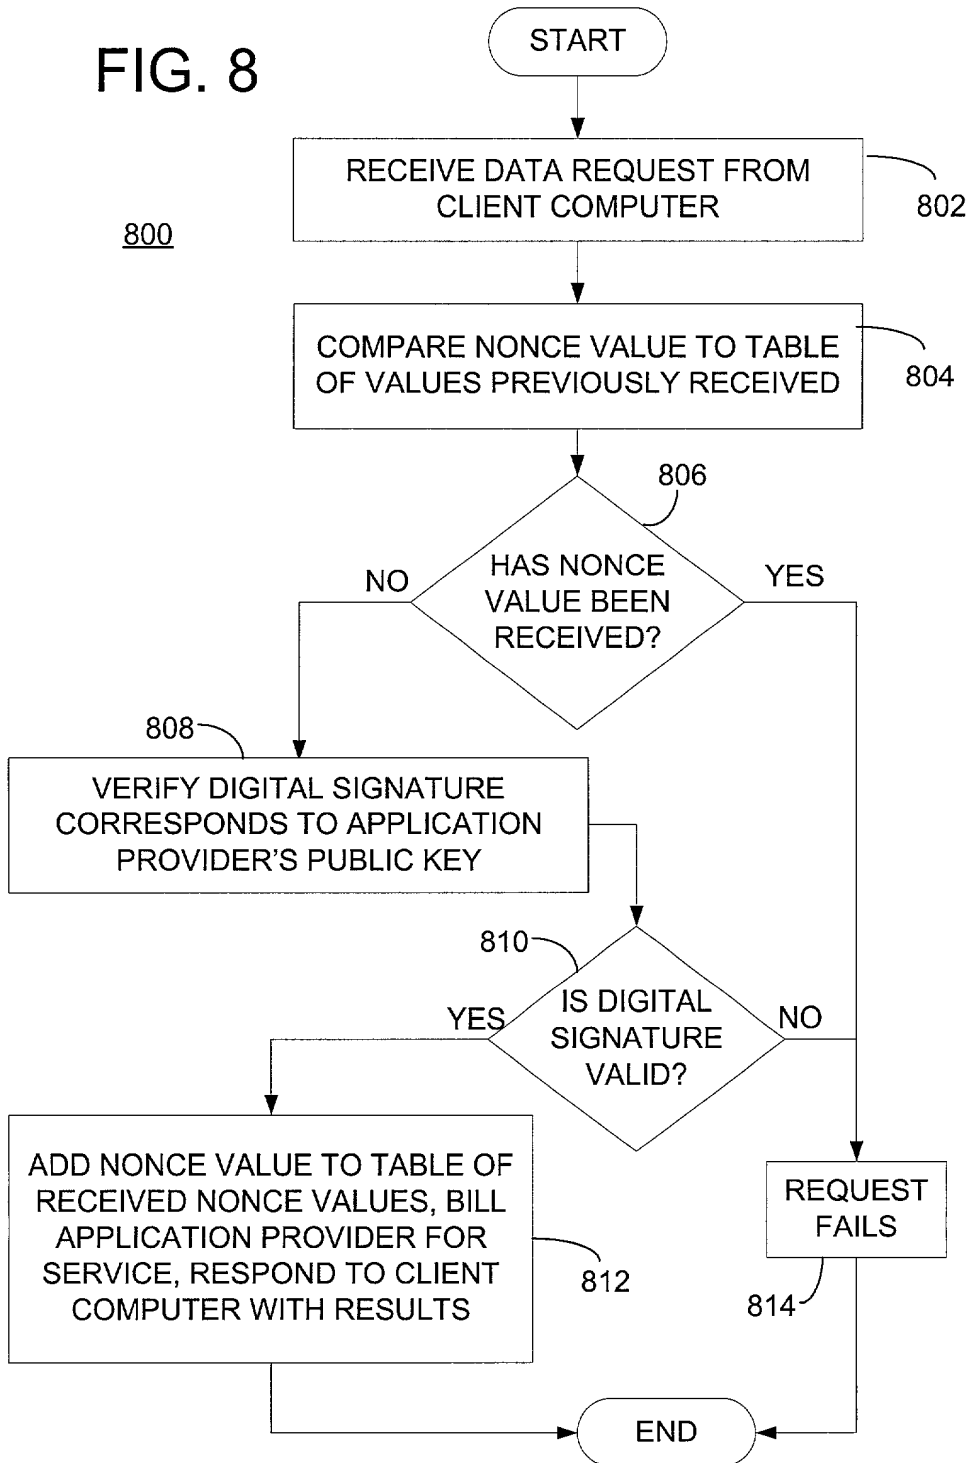 FIG. 8
START
RECEIVE DATA REQUEST FROM
CLIENT COMPUTER
802
800
COMPARE NONCE VALUE TO TABLE
OF VALUES PREVIOUSLY RECEIVED
804
806
HAS NONCE
VALUE BEEN
RECEIVED?
NO
YES
808
VERIFY DIGITAL SIGNATURE
CORRESPONDS TO APPLICATION
PROVIDER'S PUBLIC KEY
810
IS DIGITAL
SIGNATURE
VALID?
YES
NO
ADD NONCE VALUE TO TABLE OF
RECEIVED NONCE VALUES, BILL
APPLICATION PROVIDER FOR
SERVICE, RESPOND TO CLIENT
COMPUTER WITH RESULTS
812
REQUEST
FAILS
814
END